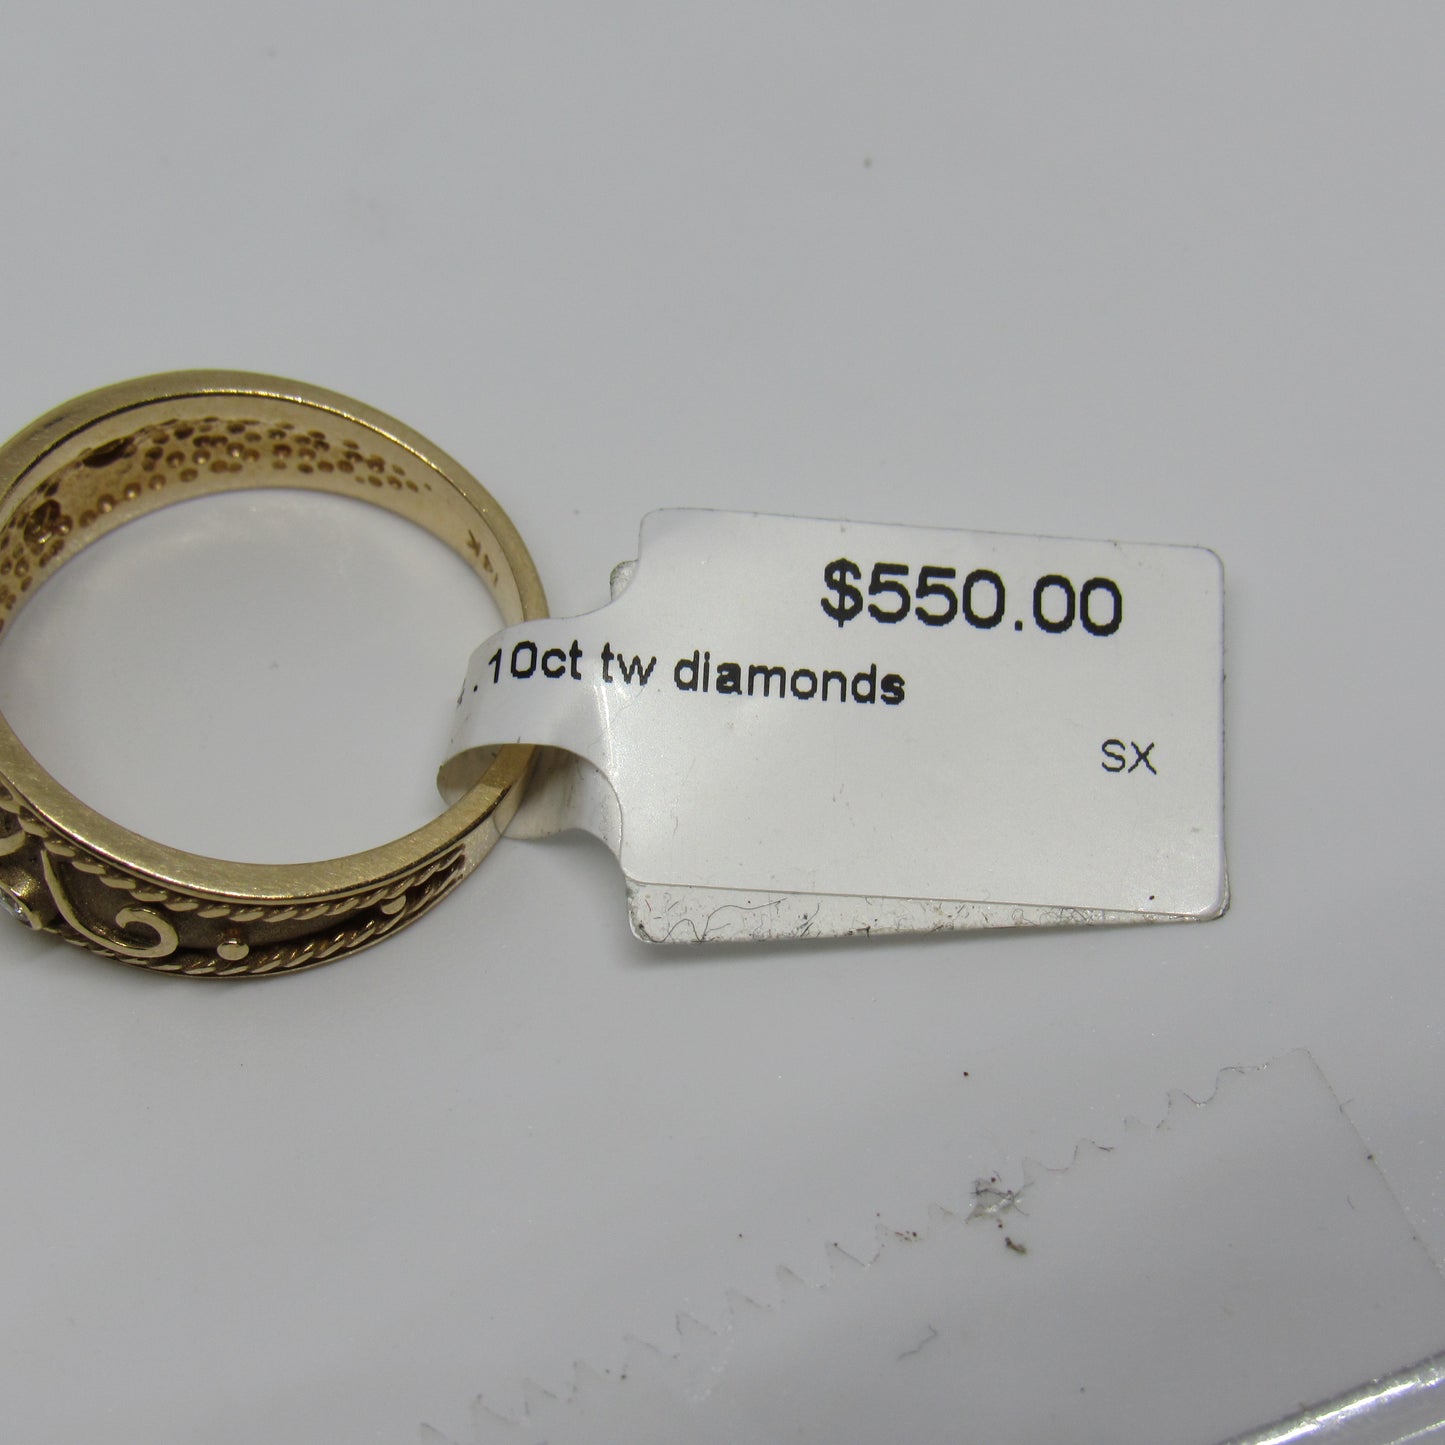 14K
$550.00
.10ct tw diamonds
SX